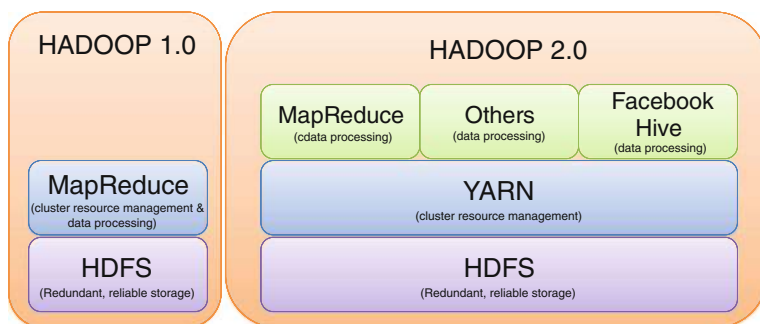 HADOOP 1.0
MapReduce
(cluster resource management &
data processing)
HDFS
(Redundant, reliable storage)
HADOOP 2.0
MapReduce
(cdata processing)
Others
(data processing)
Facebook
Hive
(data processing)
YARN
(cluster resource management)
HDFS
(Redundant, reliable storage)